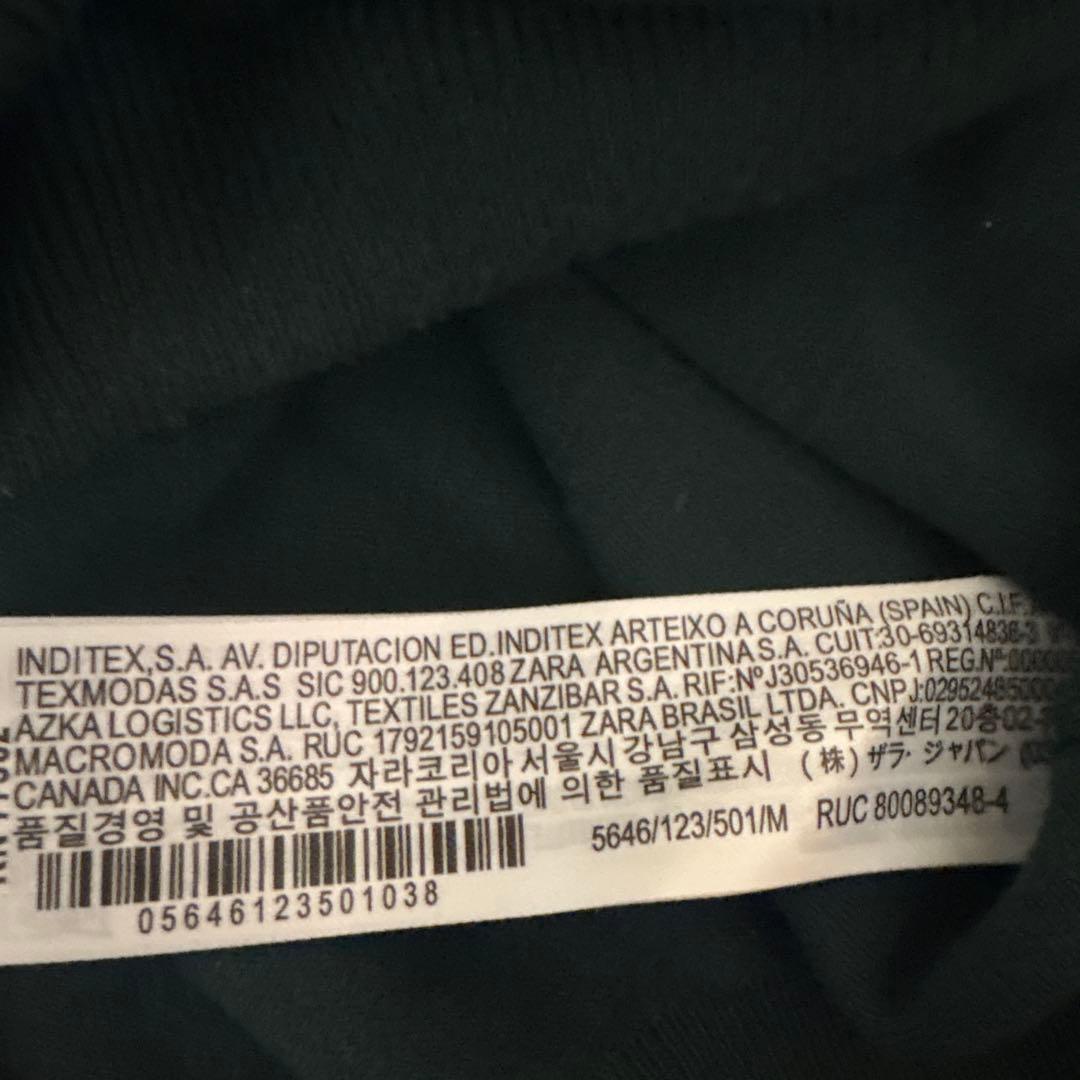 INDITEX,S.A. AV. DIPUTACION ED.INDITEX ARTEIXO A CORUÑA (SPAIN) C.I.F.
TEXMODAS S.A.S SIC 900.123.408 ZARA ARGENTINA S.A. CUIT:30-69314836-3
AZKA LOGISTICS LLC, TEXTILES ZANZIBAR S.A. RIF:NºJ30536946-1 REG.Nº:
MACROMODA S.A. RUC 1792159105001 ZARA BRASIL LTDA. CNPJ:
CANADA INC.CA 36685 자라코리아 서울시 강남구 삼성동 무역센터 20층
품질경영 및 공산품안전 관리법에 의한 품질표시 (株) ザラ・ジャパン
5646/123/501/M RUC 80089348-4
05646123501038